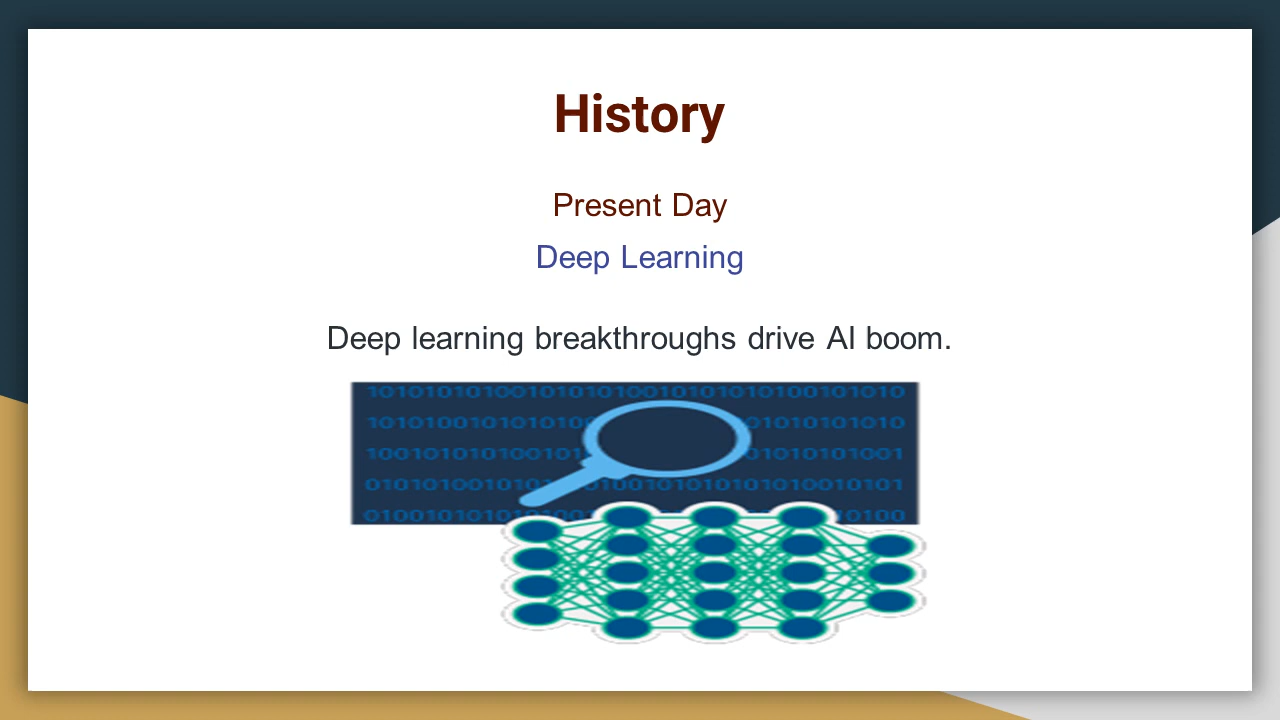 History
Present Day
Deep Learning
Deep learning breakthroughs drive AI boom.